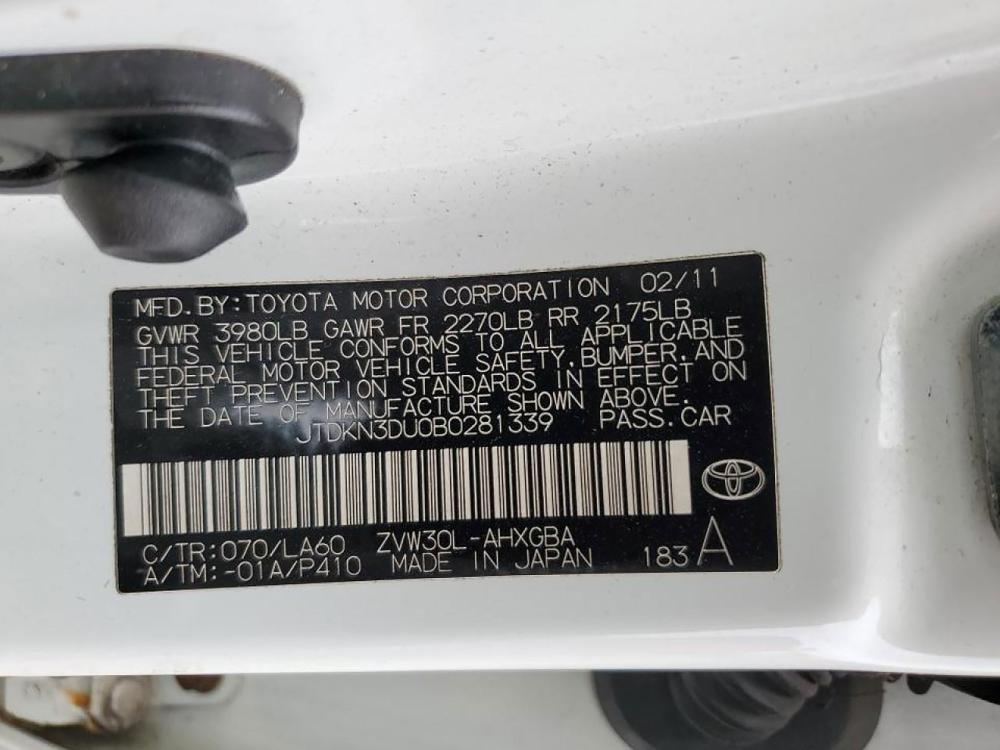 MFD.BY:TOYOTA MOTOR CORPORATION 02/11
GVWR 3980LB GAWR FR 2270LB RR 2175LB
THIS VEHICLE CONFORMS TO ALL APPLICABLE
FEDERAL MOTOR VEHICLE SAFETY, BUMPER, AND
THEFT PREVENTION STANDARDS IN EFFECT ON
THE DATE OF MANUFACTURE SHOWN ABOVE.
JTDKN3DU0B0281339 PASS.CAR
C/TR:070/LA60 ZVW30L-AHXGBA
A/TM:-01A/P410 MADE IN JAPAN 183 A